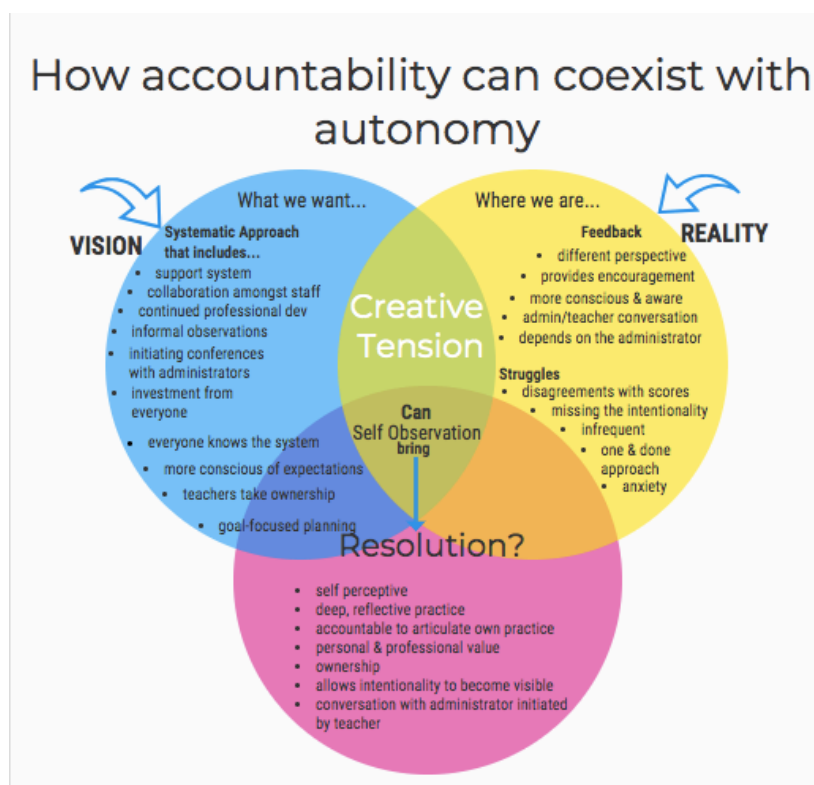 How accountability can coexist with
autonomy
What we want...
VISION
Systematic Approach
that includes...
• support system
• collaboration amongst staff
• continued professional dev
• informal observations
• initiating conferences
with administrators
• investment from
everyone
• everyone knows the system
• more conscious of expectations
• teachers take ownership
• goal-focused planning
Where we are...
REALITY
Feedback
• different perspective
• provides encouragement
• more conscious & aware
• admin/teacher conversation
• depends on the administrator
Struggles
• disagreements with scores
• missing the intentionality
• infrequent
• one & done
approach
• anxiety
Creative
Tension
Can
Self Observation
bring
Resolution?
• self perceptive
• deep, reflective practice
• accountable to articulate own practice
• personal & professional value
• ownership
• allows intentionality to become visible
• conversation with administrator initiated
by teacher